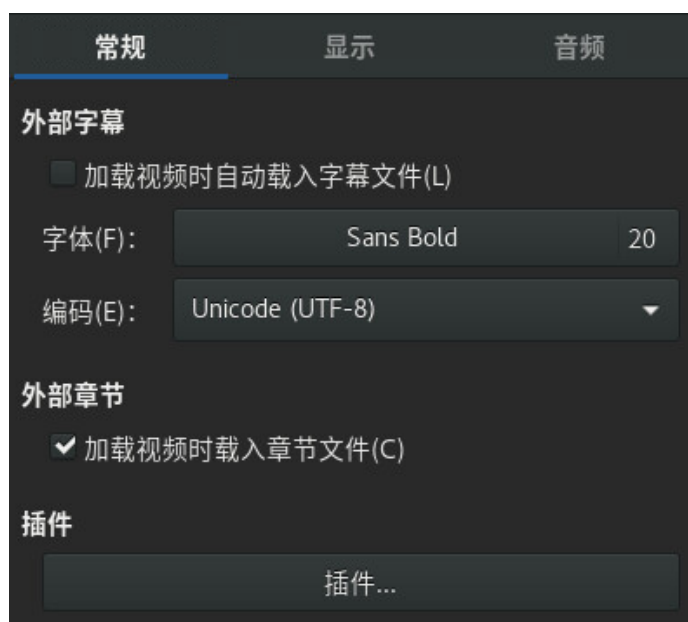 常规 显示 音频
外部字幕
加载视频时自动载入字幕文件(L)
字体(F)： Sans Bold 20
编码(E)： Unicode (UTF-8)
外部章节
加载视频时载入章节文件(C)
插件
插件...